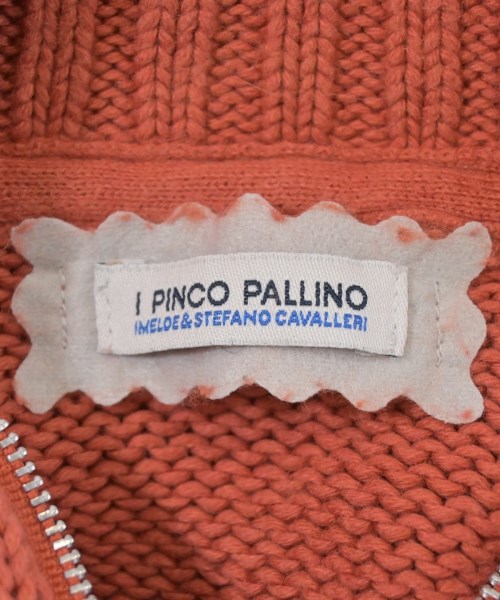 I PINCO PALLINO
IMELDE&STEFANO CAVALLERI